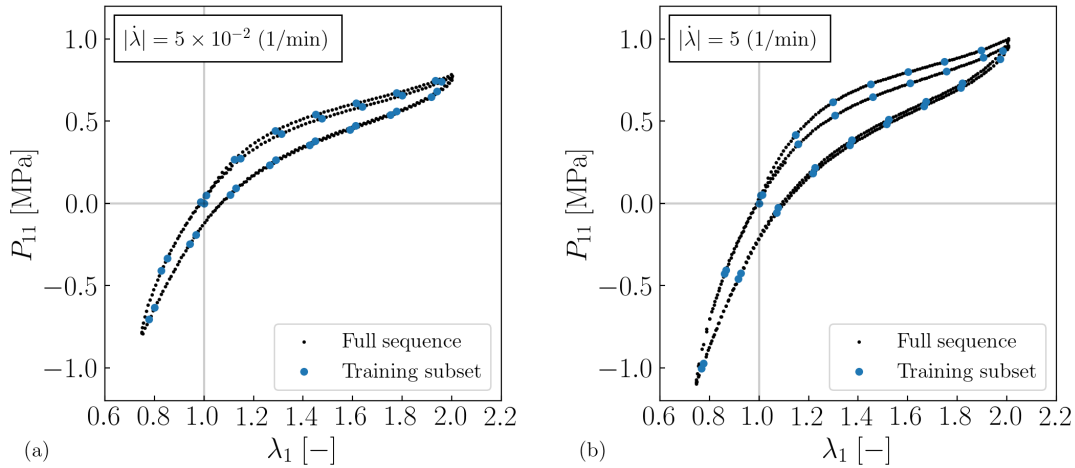 |λ̇| = 5 × 10⁻² (1/min)
1.0
0.5
0.0
−0.5
−1.0
P₁₁ [MPa]
Full sequence
Training subset
0.6 0.8 1.0 1.2 1.4 1.6 1.8 2.0 2.2
λ₁ [−]
(a)
|λ̇| = 5 (1/min)
1.0
0.5
0.0
−0.5
−1.0
P₁₁ [MPa]
Full sequence
Training subset
0.6 0.8 1.0 1.2 1.4 1.6 1.8 2.0 2.2
λ₁ [−]
(b)